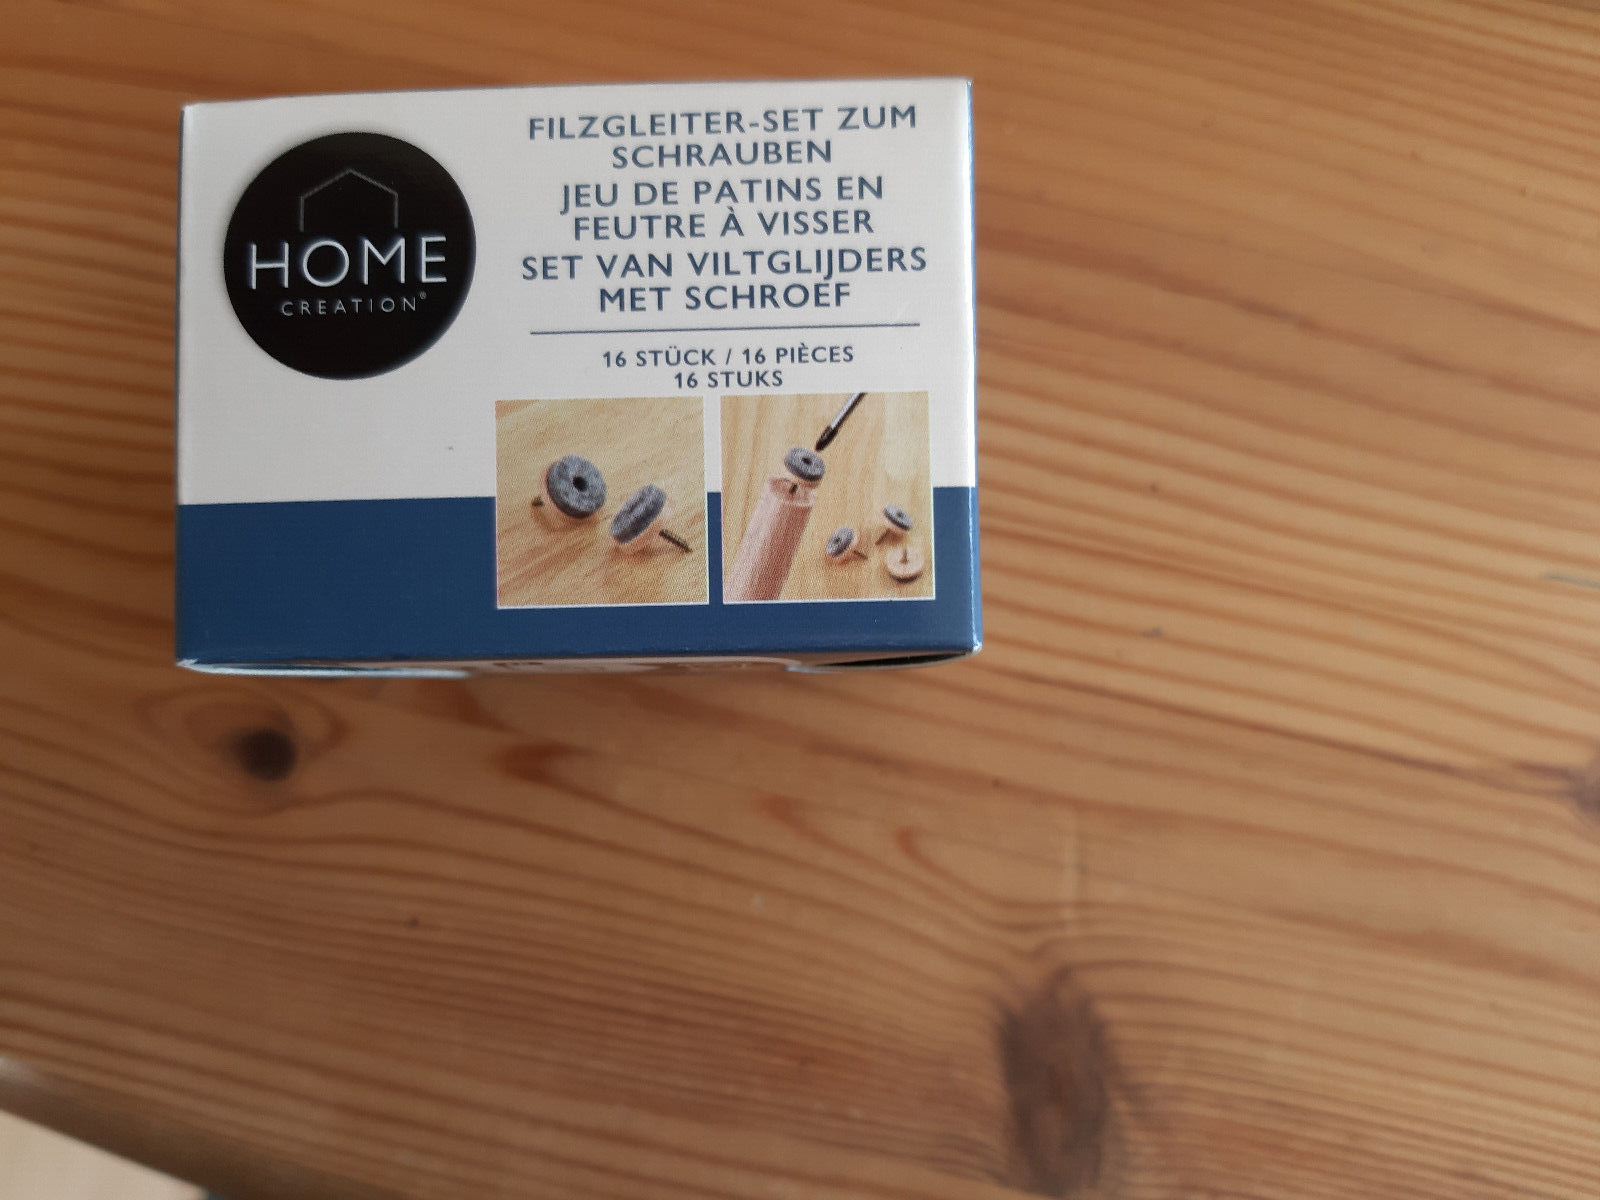 HOME
CREATION®
FILZGLEITER-SET ZUM
SCHRAUBEN
JEU DE PATINS EN
FEUTRE À VISSER
SET VAN VILTGLIJDERS
MET SCHROEF
16 STÜCK / 16 PIÈCES
16 STUKS